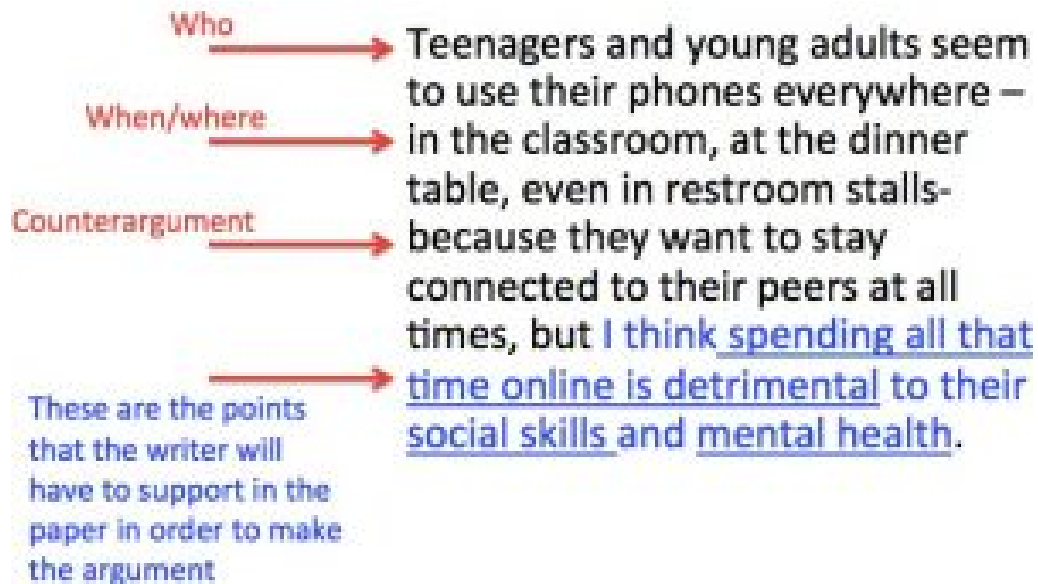 Who
Teenagers and young adults seem
to use their phones everywhere –
When/where
in the classroom, at the dinner
table, even in restroom stalls-
Counterargument
because they want to stay
connected to their peers at all
times, but I think spending all that
time online is detrimental to their
social skills and mental health.
These are the points
that the writer will
have to support in the
paper in order to make
the argument